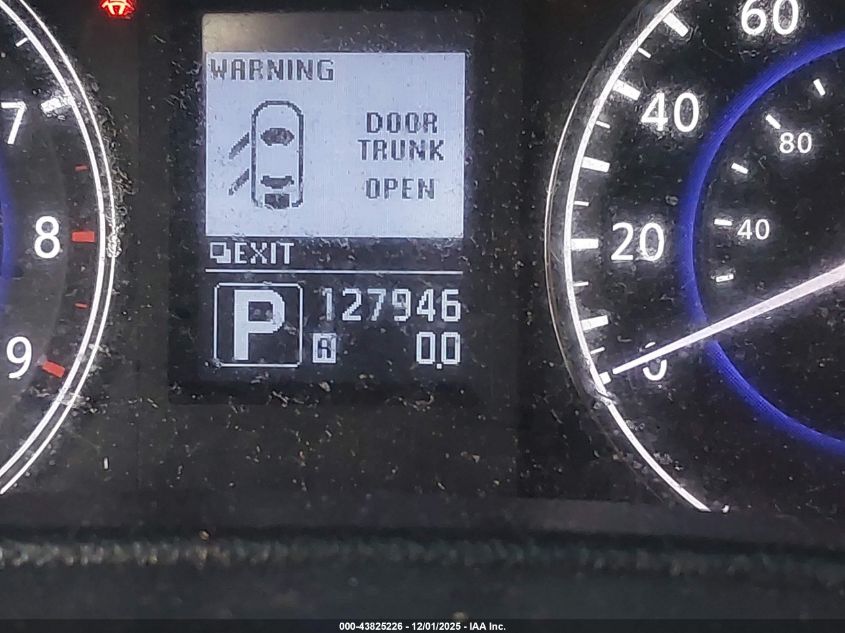 WARNING
DOOR
TRUNK
OPEN
EXIT
P
127946
A
0.0
7
8
9
60
40
20
0
80
40
000-43825226 - 12/01/2025 - IAA Inc.